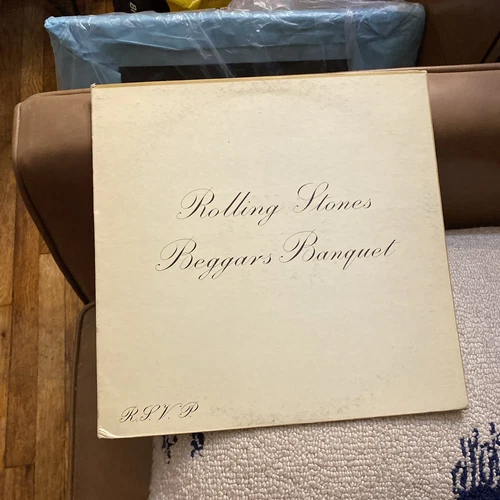 Rolling Stones
Beggars Banquet
R.S.V.P.